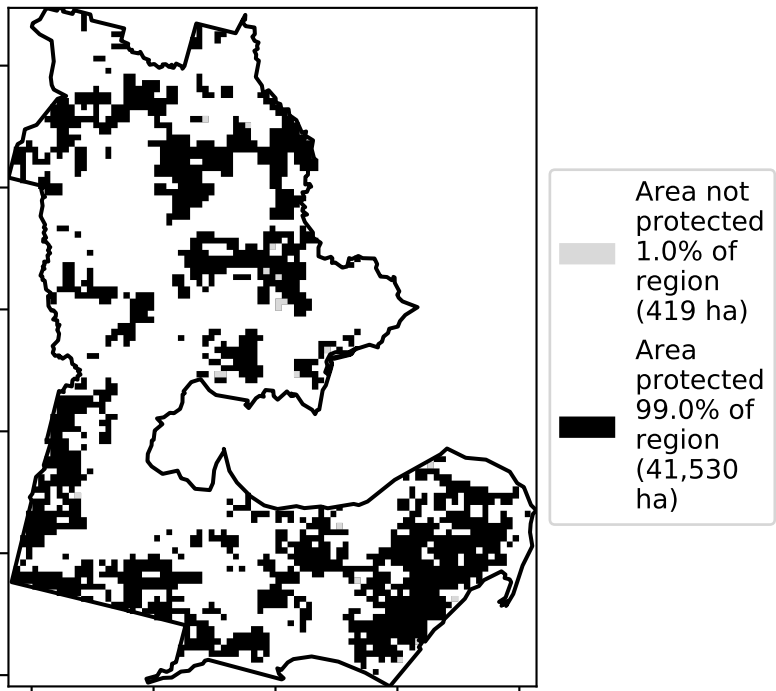 Area not
protected
1.0% of
region
(419 ha)
Area
protected
99.0% of
region
(41,530
ha)